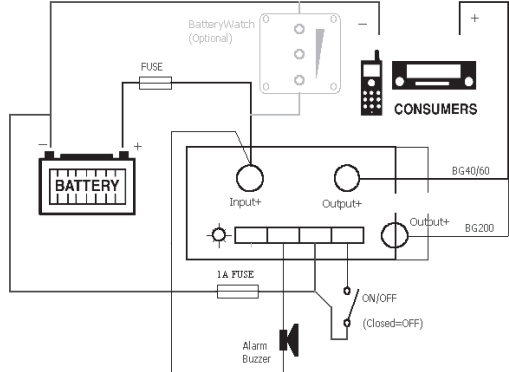 BatteryWatch
(Optional)
−
+
FUSE
CONSUMERS
−
+
BATTERY
BG40/60
Input+
Output+
Output+
BG200
1A FUSE
ON/OFF
(Closed=OFF)
Alarm
Buzzer